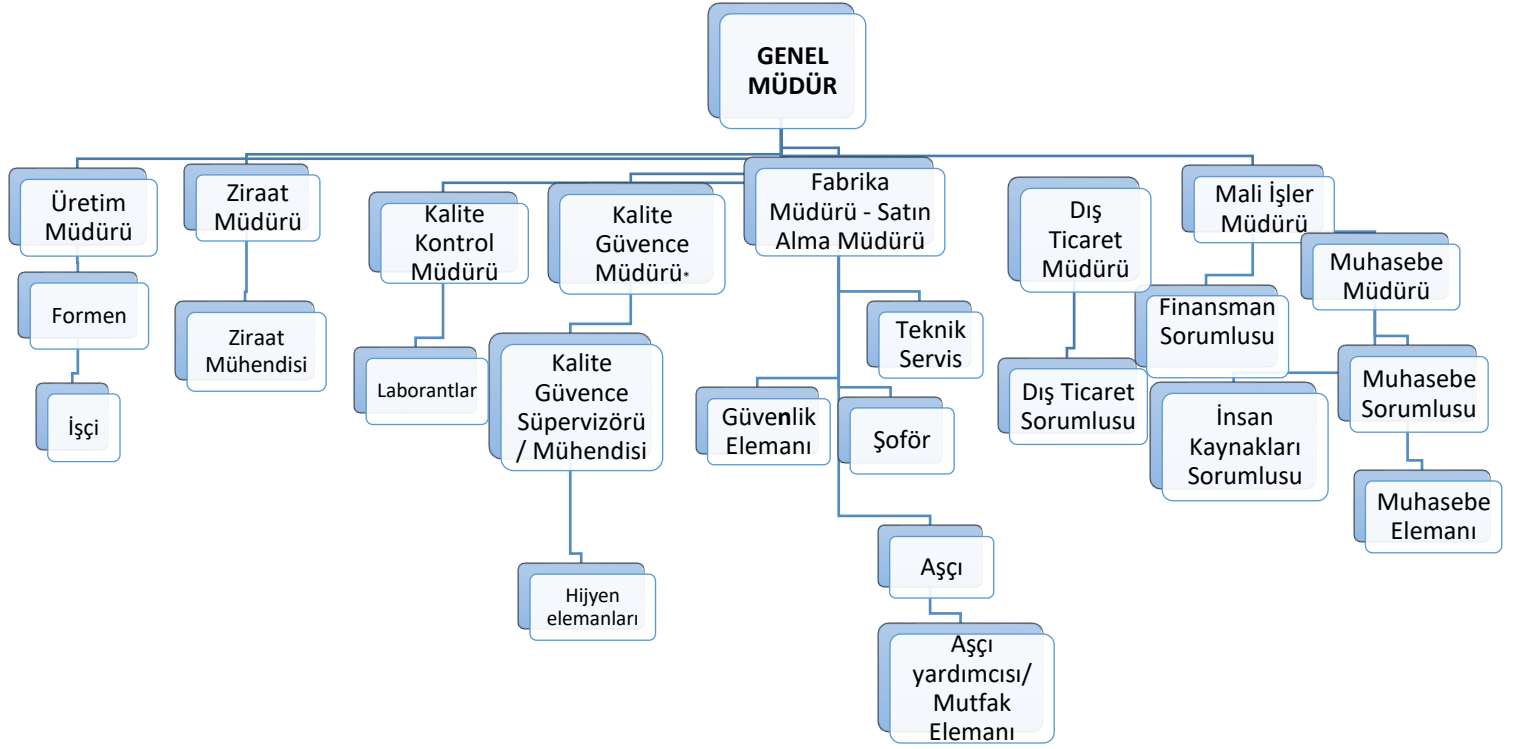 GENEL
MÜDÜR
Üretim
Müdürü
Formen
İşçi
Ziraat
Müdürü
Ziraat
Mühendisi
Kalite
Kontrol
Müdürü
Laborantlar
Kalite
Güvence
Müdürü*
Kalite
Güvence
Süpervizörü
/ Mühendisi
Hijyen
elemanları
Fabrika
Müdürü - Satın
Alma Müdürü
Teknik
Servis
Güvenlik
Elemanı
Şoför
Aşçı
Aşçı
yardımcısı/
Mutfak
Elemanı
Dış
Ticaret
Müdürü
Dış Ticaret
Sorumlusu
Mali İşler
Müdürü
Finansman
Sorumlusu
Muhasebe
Müdürü
İnsan
Kaynakları
Sorumlusu
Muhasebe
Sorumlusu
Muhasebe
Elemanı